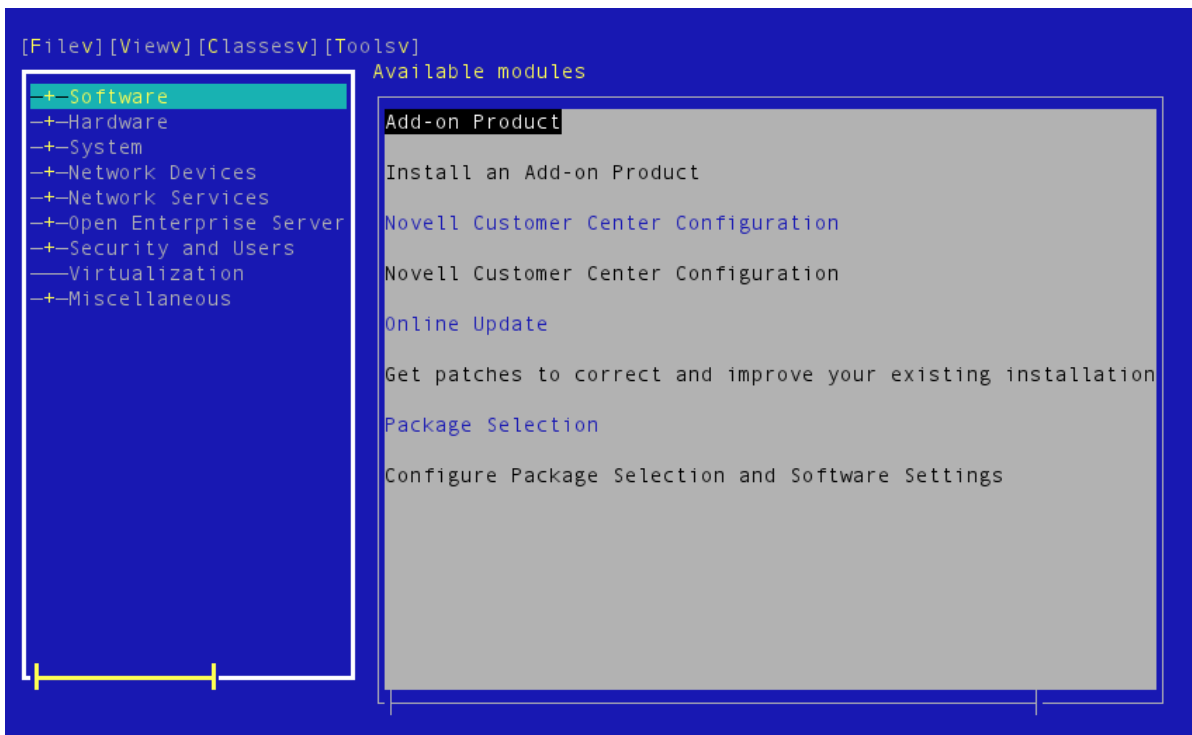 [Filev][Viewv][Classesv][Toolsv]
Available modules
+Software
+Hardware
+System
+Network Devices
+Network Services
+Open Enterprise Server
+Security and Users
Virtualization
+Miscellaneous
Add-on Product
Install an Add-on Product
Novell Customer Center Configuration
Novell Customer Center Configuration
Online Update
Get patches to correct and improve your existing installation
Package Selection
Configure Package Selection and Software Settings